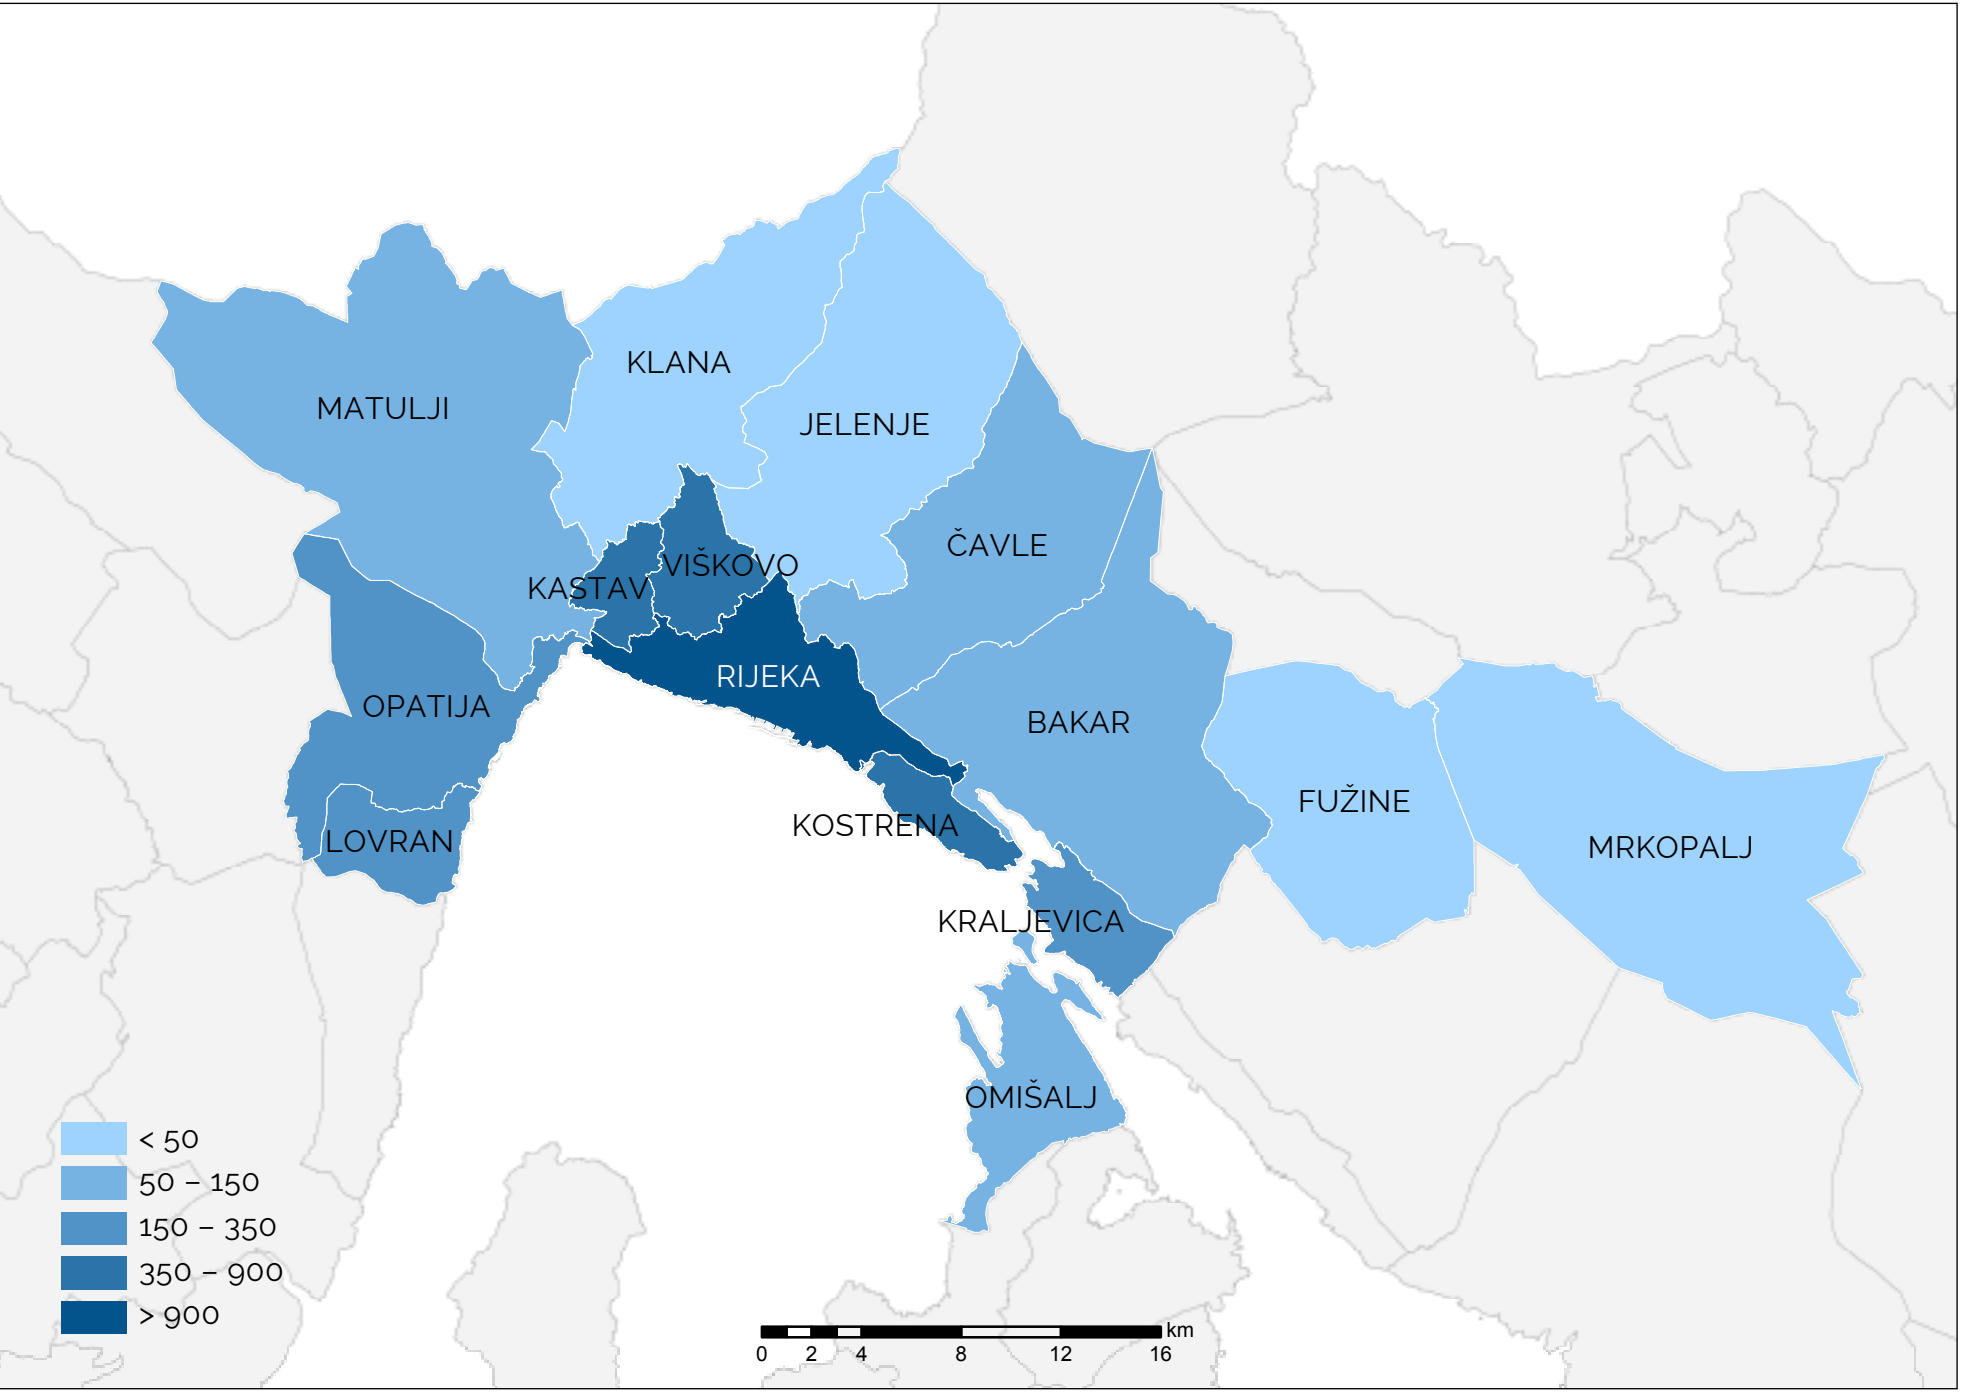 KLANA
MATULJI
JELENJE
ČAVLE
VIŠKOVO
KASTAV
RIJEKA
OPATIJA
BAKAR
FUŽINE
KOSTRENA
LOVRAN
MRKOPALJ
KRALJEVICA
OMIŠALJ
< 50
50 – 150
150 – 350
350 – 900
> 900
km
0 2 4 8 12 16